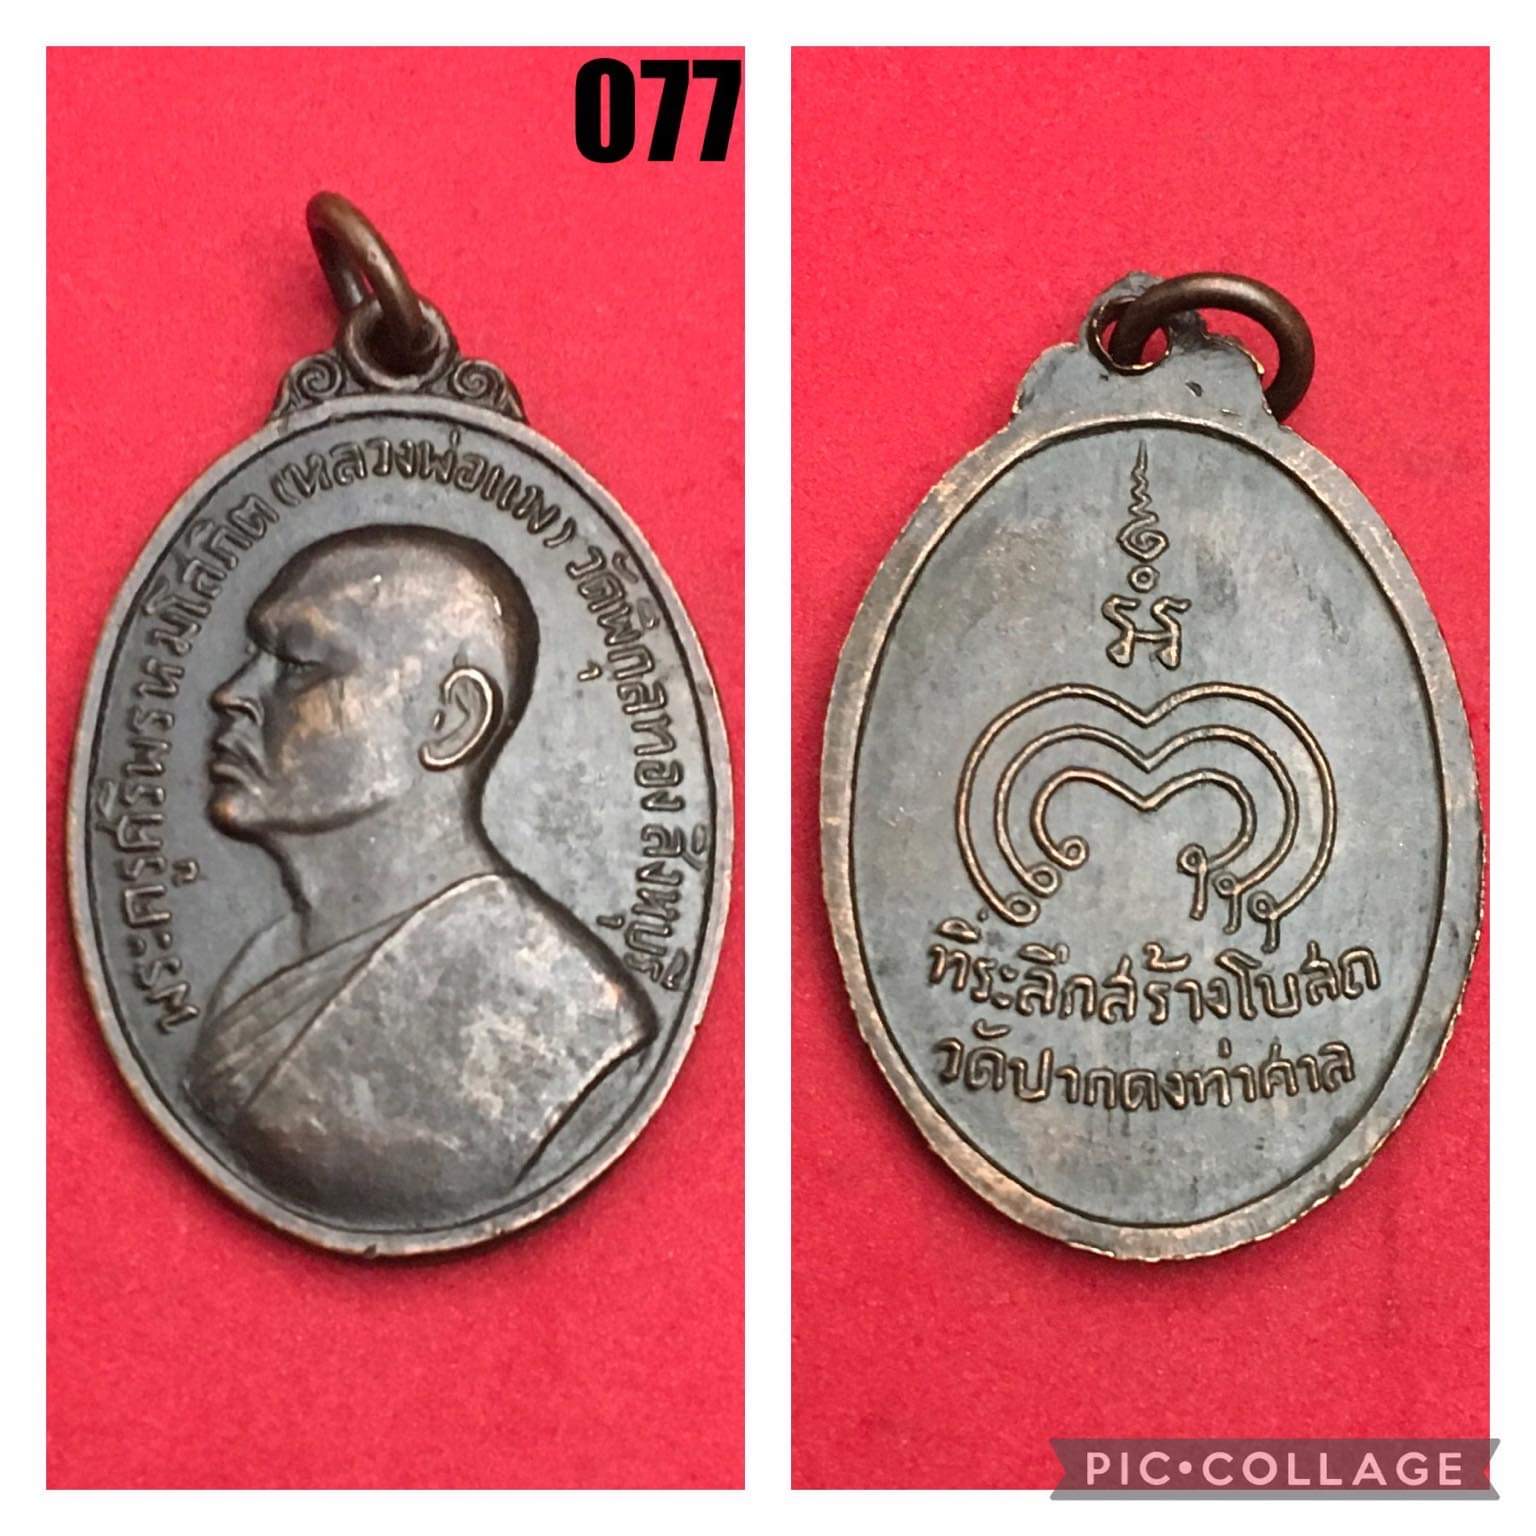 077
พระครูศรีพรหมโสภิต (หลวงพ่อแพ) วัดพิกุลทอง สิงหบุรี
ที่ระลึกสร้างโบสถ
วัดปากดงท่าศาล
PIC•COLLAGE